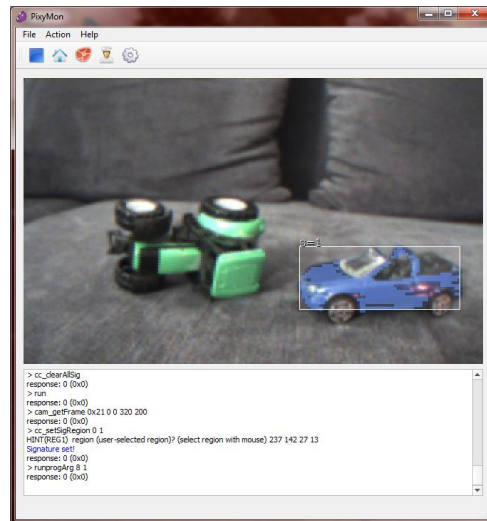 PixyMon
File Action Help
s=1
> cc_clearAllSig
response: 0 (0x0)
> run
response: 0 (0x0)
> cam_getFrame 0x21 0 0 320 200
response: 0 (0x0)
> cc_setSigRegion 0 1
HINT(REG1) region (user-selected region)? (select region with mouse) 237 142 27 13
Signature set!
response: 0 (0x0)
> runprogArg 8 1
response: 0 (0x0)